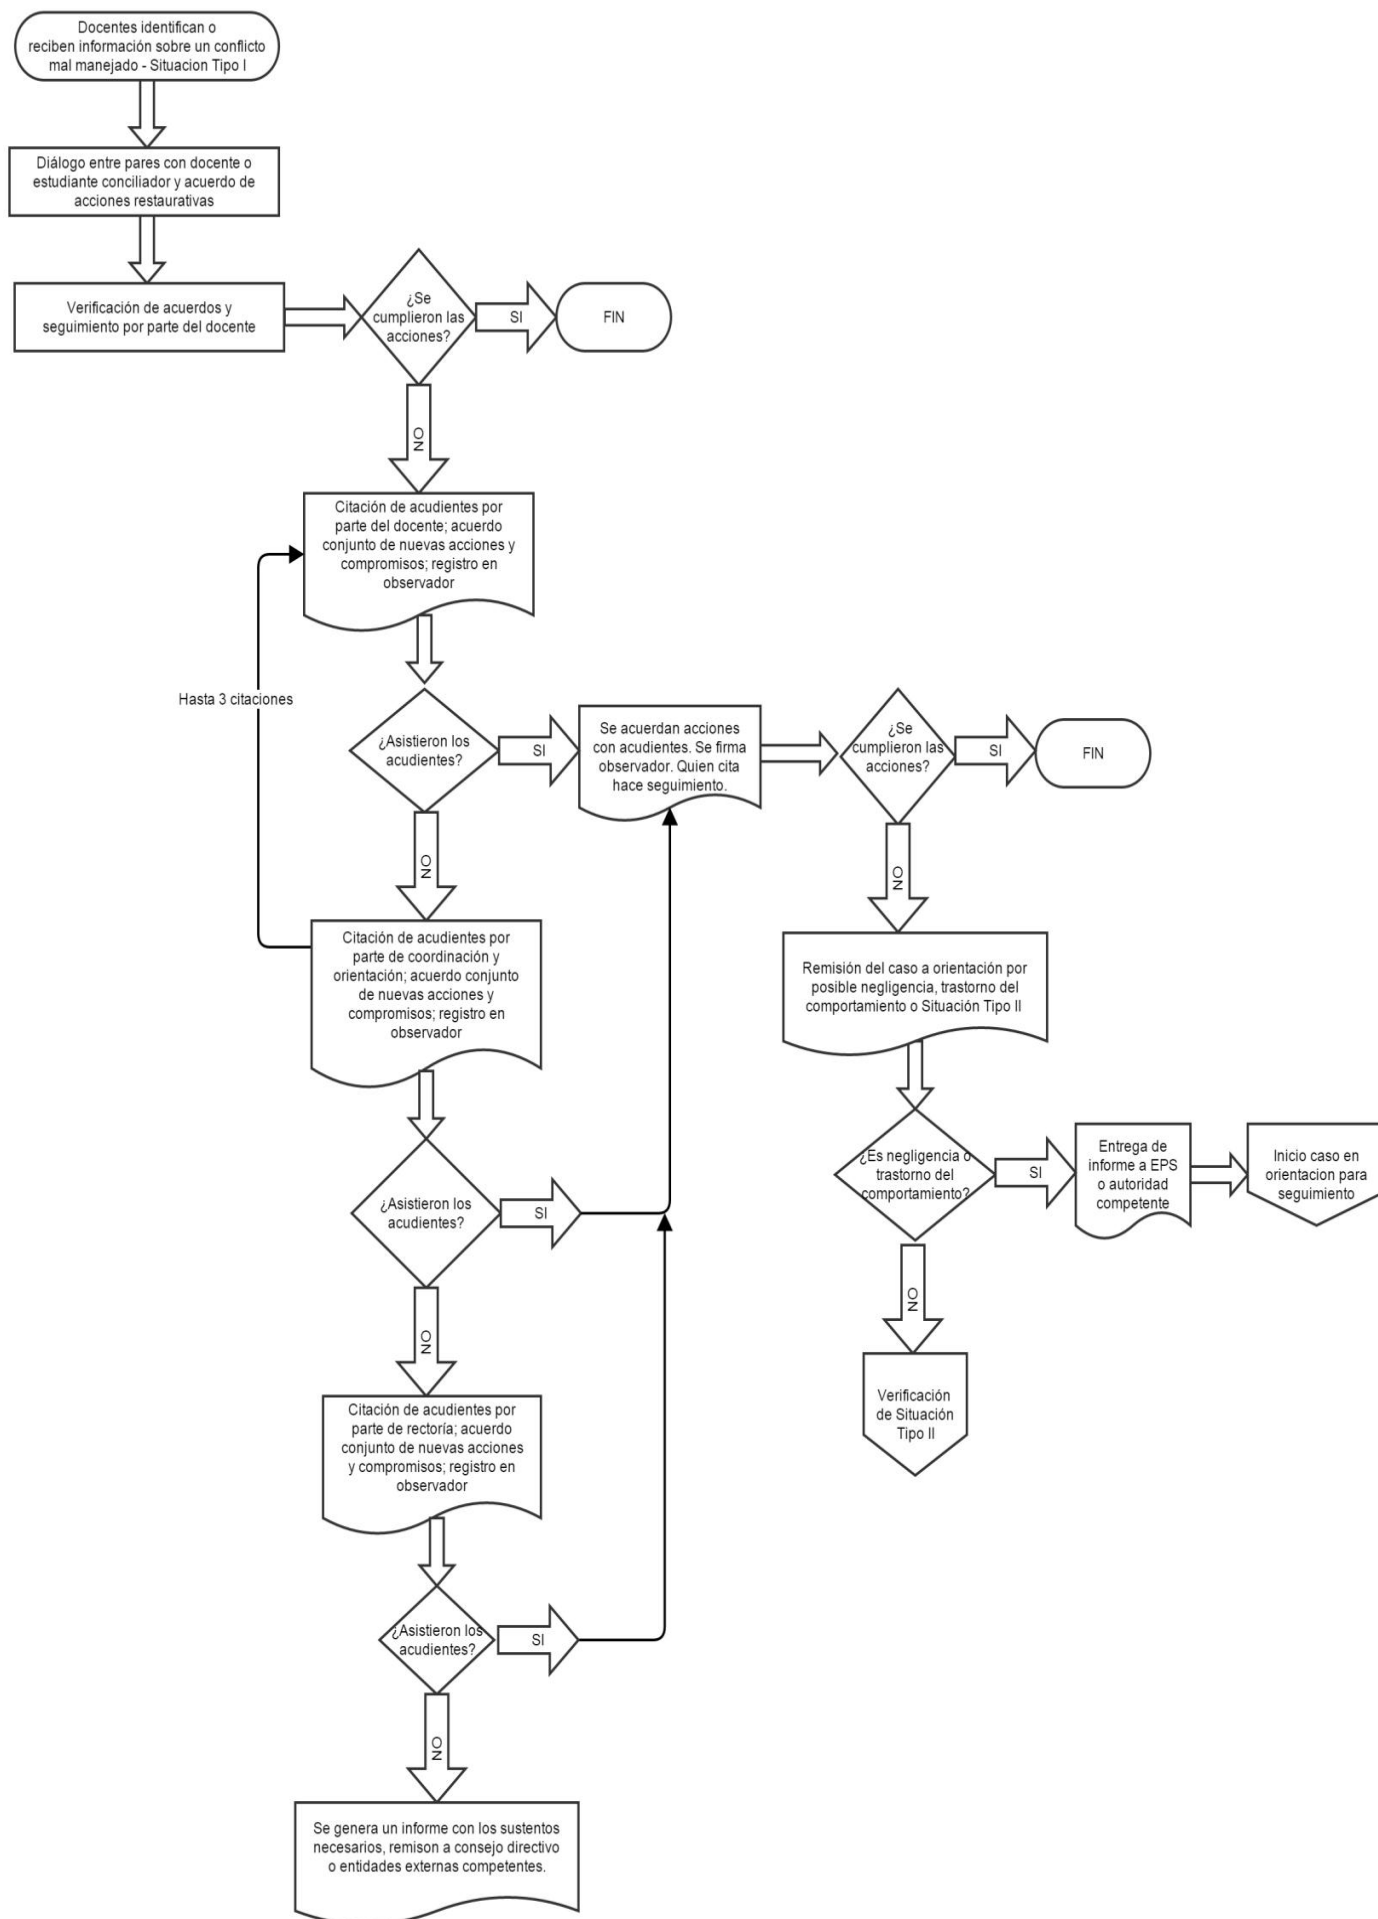 Docentes identifican o
reciben información sobre un conflicto
mal manejado - Situacion Tipo I
Diálogo entre pares con docente o
estudiante conciliador y acuerdo de
acciones restaurativas
Verificación de acuerdos y
seguimiento por parte del docente
¿Se
cumplieron las
acciones?
SI
FIN
NO
Citación de acudientes por
parte del docente; acuerdo
conjunto de nuevas acciones y
compromisos; registro en
observador
Hasta 3 citaciones
¿Asistieron los
acudientes?
SI
Se acuerdan acciones
con acudientes. Se firma
observador. Quien cita
hace seguimiento.
¿Se
cumplieron las
acciones?
SI
FIN
NO
NO
Citación de acudientes por
parte de coordinación y
orientación; acuerdo conjunto
de nuevas acciones y
compromisos; registro en
observador
Remisión del caso a orientación por
posible negligencia, trastorno del
comportamiento o Situación Tipo II
¿Es negligencia o
trastorno del
comportamiento?
SI
Entrega de
informe a EPS
o autoridad
competente
Inicio caso en
orientacion para
seguimiento
¿Asistieron los
acudientes?
SI
NO
NO
Verificación
de Situación
Tipo II
Citación de acudientes por
parte de rectoría; acuerdo
conjunto de nuevas acciones
y compromisos; registro en
observador
¿Asistieron los
acudientes?
SI
NO
Se genera un informe con los sustentos
necesarios, remison a consejo directivo
o entidades externas competentes.